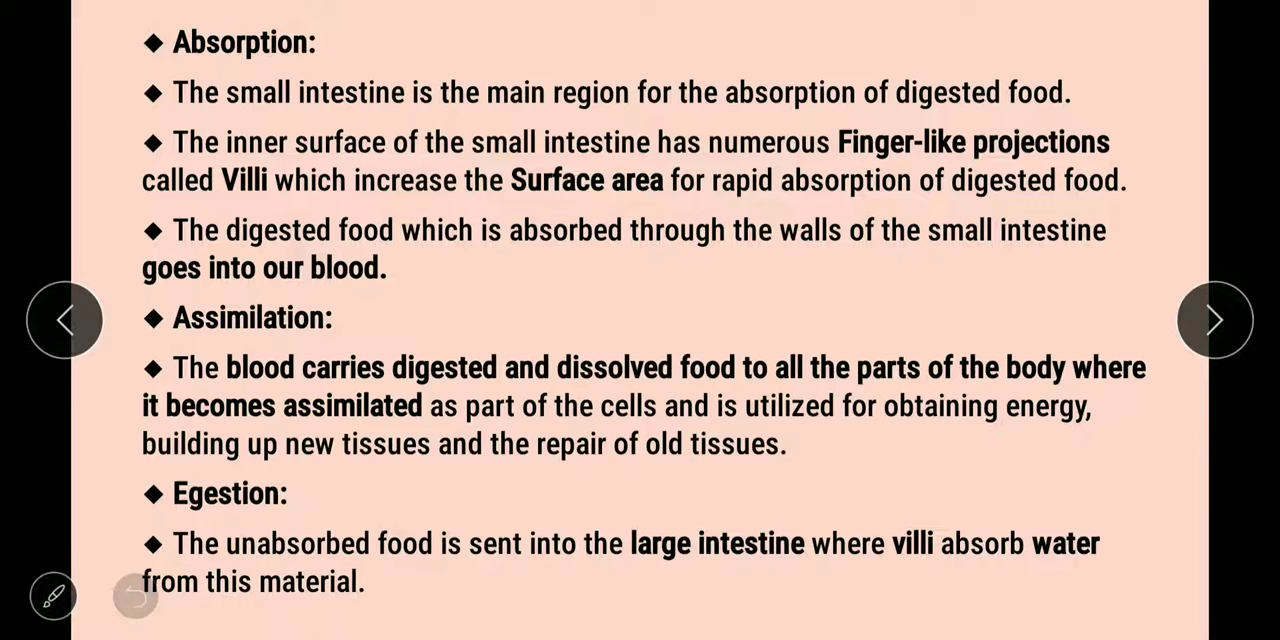 ◆ Absorption:
◆ The small intestine is the main region for the absorption of digested food.
◆ The inner surface of the small intestine has numerous Finger-like projections
called Villi which increase the Surface area for rapid absorption of digested food.
◆ The digested food which is absorbed through the walls of the small intestine
goes into our blood.
◆ Assimilation:
◆ The blood carries digested and dissolved food to all the parts of the body where
it becomes assimilated as part of the cells and is utilized for obtaining energy,
building up new tissues and the repair of old tissues.
◆ Egestion:
◆ The unabsorbed food is sent into the large intestine where villi absorb water
from this material.